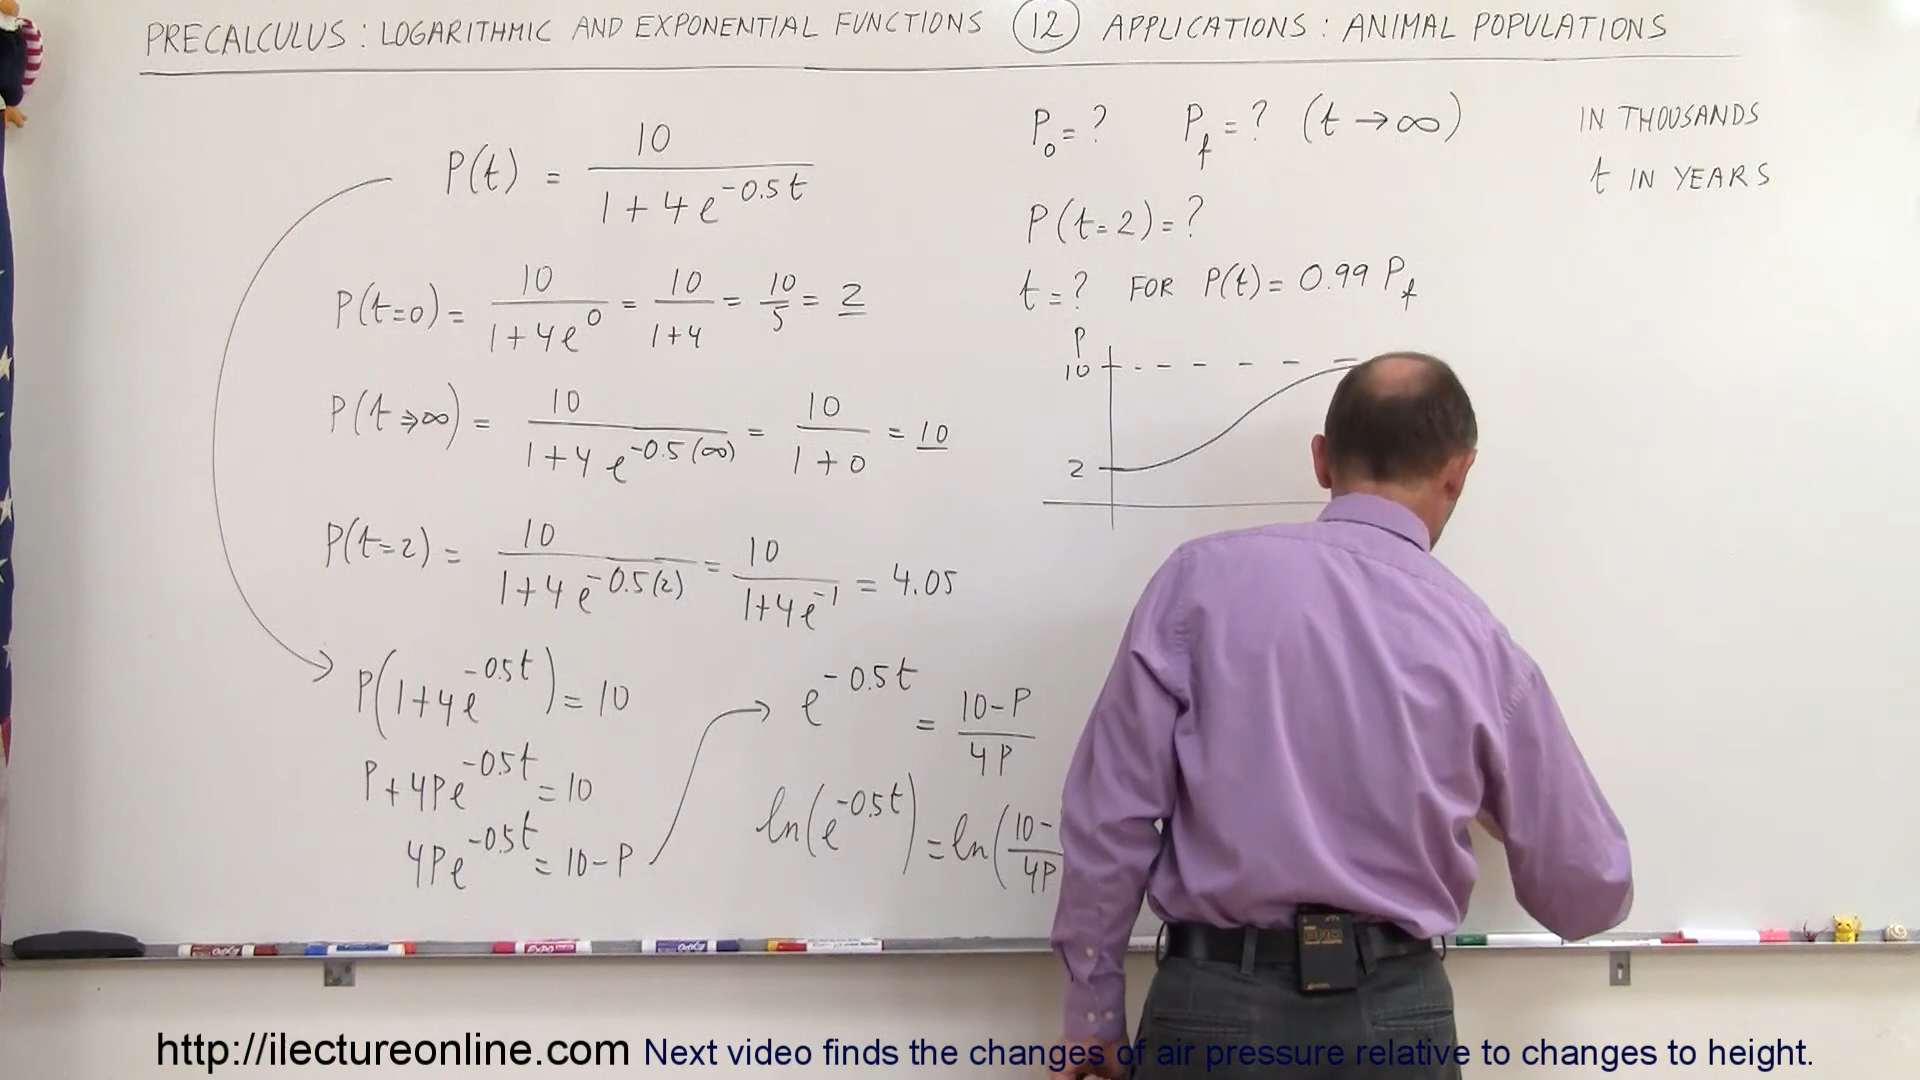 PRECALCULUS: LOGARITHMIC AND EXPONENTIAL FUNCTIONS (12) APPLICATIONS: ANIMAL POPULATIONS
P(t) = 10 / (1+4e^(-0.5t))
P(t=0) = 10 / (1+4e^0) = 10 / (1+4) = 10/5 = 2
P(t→∞) = 10 / (1+4e^(-0.5(∞))) = 10 / (1+0) = 10
P(t=2) = 10 / (1+4e^(-0.5(2))) = 10 / (1+4e^(-1)) = 4.05
P(1+4e^(-0.5t)) = 10
P+4Pe^(-0.5t) = 10
4Pe^(-0.5t) = 10-P
e^(-0.5t) = (10-P) / 4P
ln(e^(-0.5t)) = ln(10- / 4P
P₀ = ? P_f = ? (t→∞)
P(t=2) = ?
t = ? FOR P(t) = 0.99 P_f
P
10
2
IN THOUSANDS
t IN YEARS
http://ilectureonline.com Next video finds the changes of air pressure relative to changes to height.